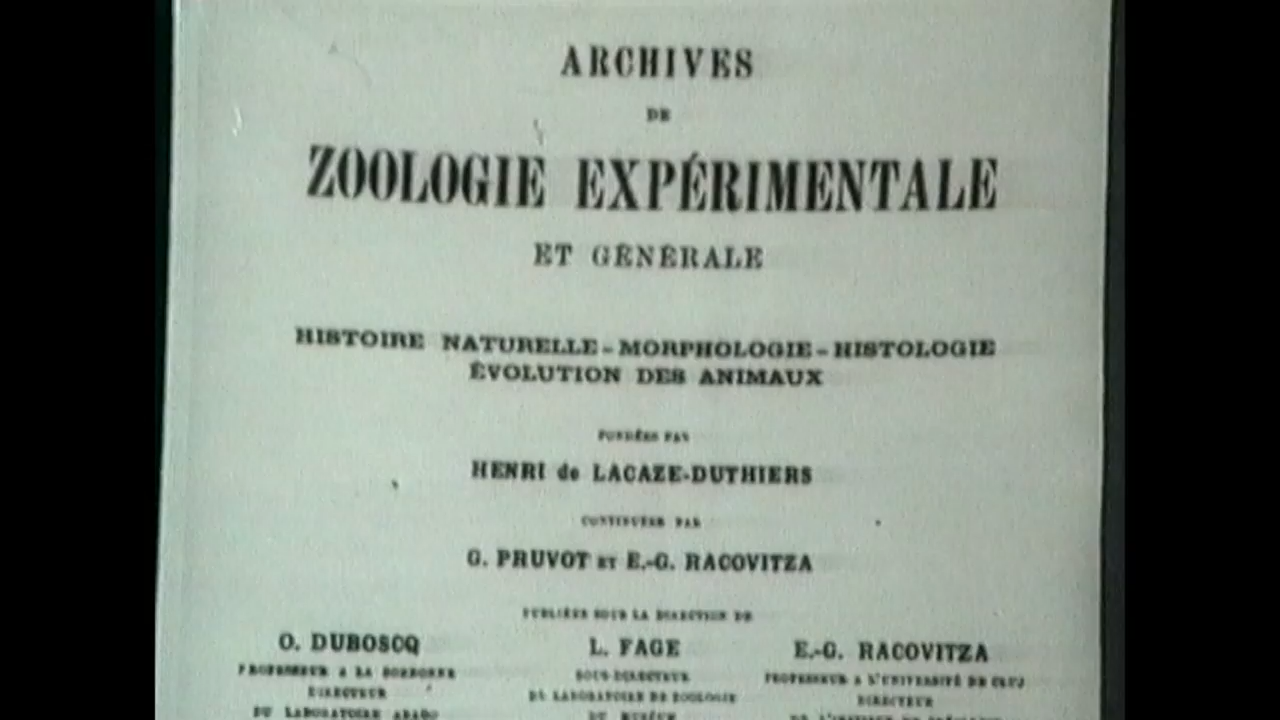 ARCHIVES
DE
ZOOLOGIE EXPÉRIMENTALE
ET GÉNÉRALE
HISTOIRE NATURELLE - MORPHOLOGIE - HISTOLOGIE
ÉVOLUTION DES ANIMAUX
FONDÉES PAR
HENRI de LACAZE-DUTHIERS
CONTINUÉES PAR
G. PRUVOT ET E.-G. RACOVITZA
PUBLIÉES SOUS LA DIRECTION DE
O. DUBOSCQ L. FAGE E.-G. RACOVITZA
PROFESSEUR A LA SORBONNE SOUS-DIRECTEUR PROFESSEUR A L'UNIVERSITÉ DE CLUJ
DIRECTEUR DU LABORATOIRE DE ZOOLOGIE DIRECTEUR
DU LABORATOIRE ARAGO DU MUSÉUM